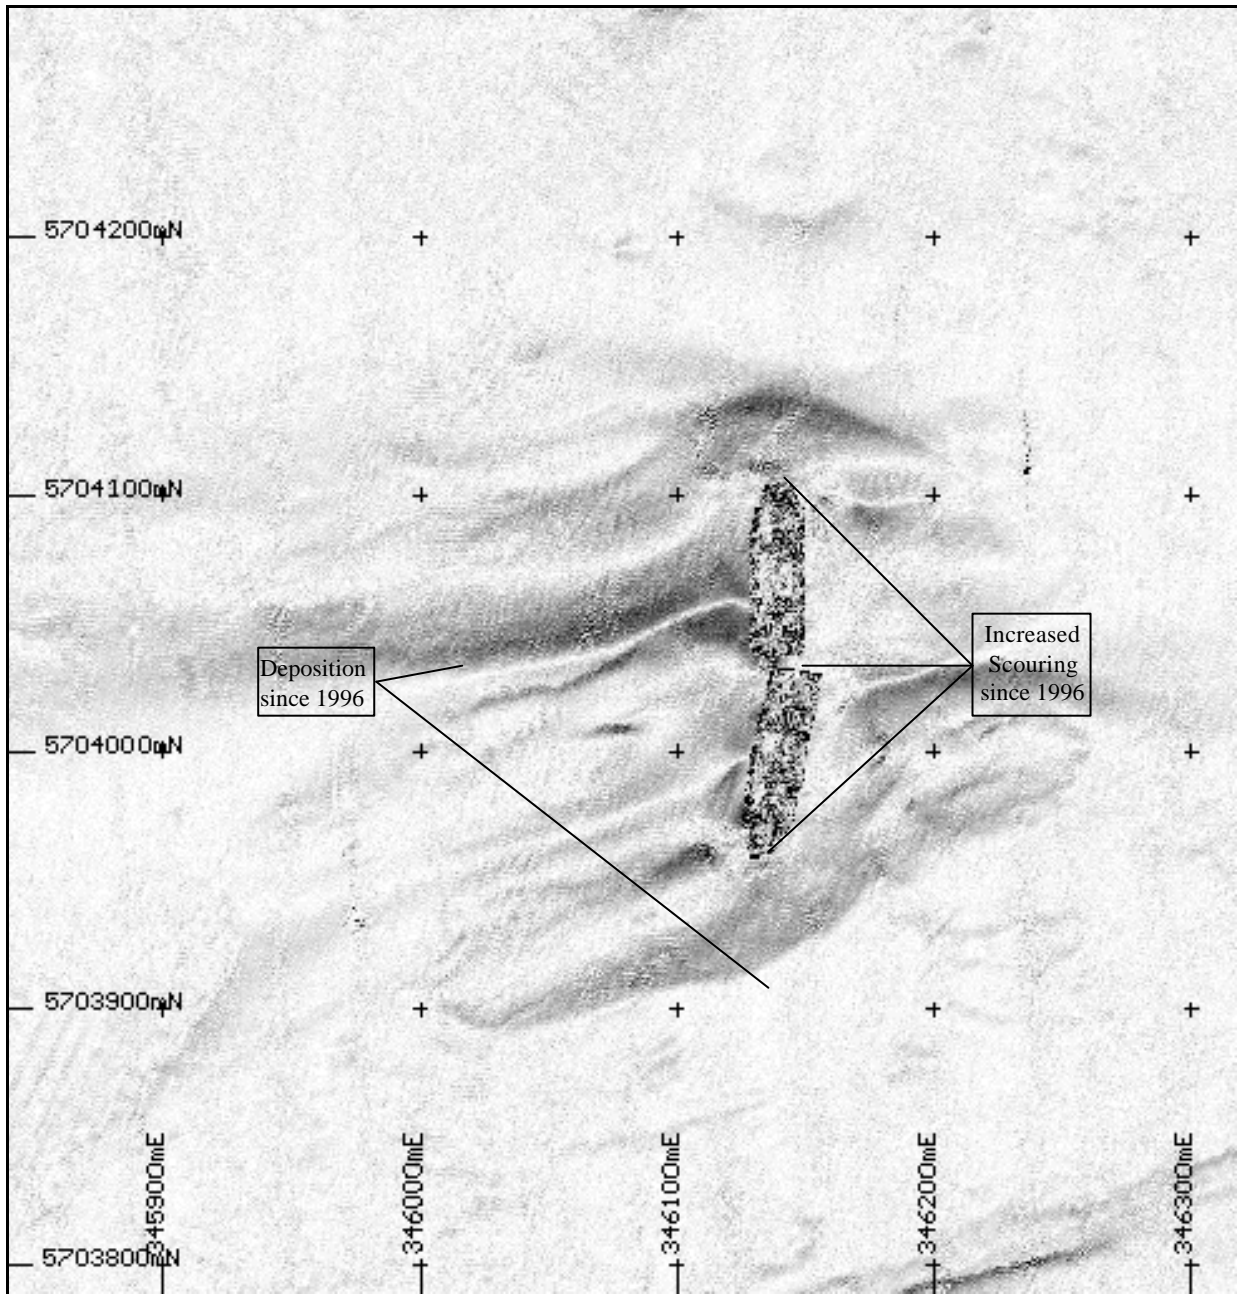 5704200mN
5704100mN
Increased
Scouring
since 1996
Deposition
since 1996
5704000mN
5703900mN
345900mE
346000mE
346100mE
346200mE
346300mE
5703800mN